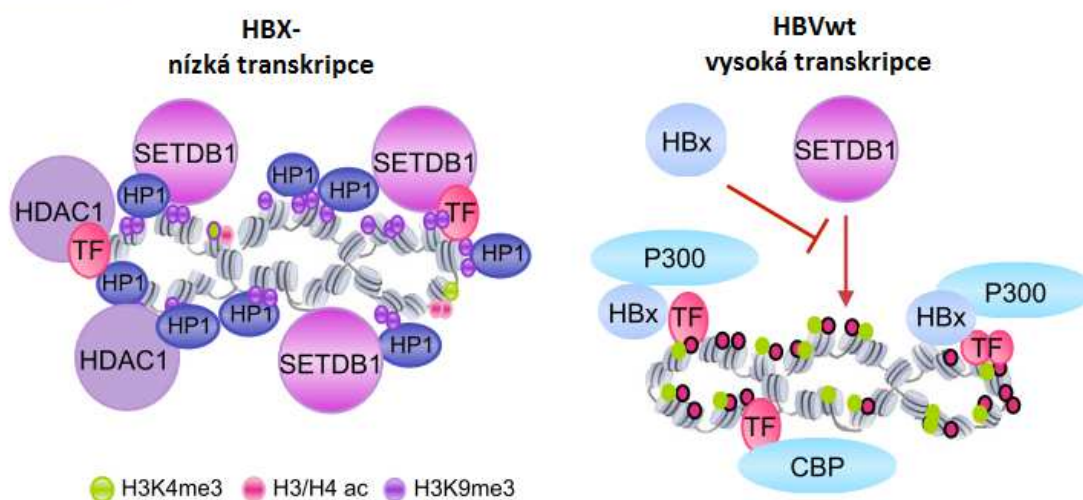 HBX-
nízká transkripce
HBVwt
vysoká transkripce
SETDB1
SETDB1
HDAC1
HP1
HP1
HP1
TF
TF
HP1
HP1
HP1
HP1
HDAC1
SETDB1
HP1
HBx
SETDB1
P300
P300
HBx
TF
HBx
TF
TF
CBP
H3K4me3
H3/H4 ac
H3K9me3